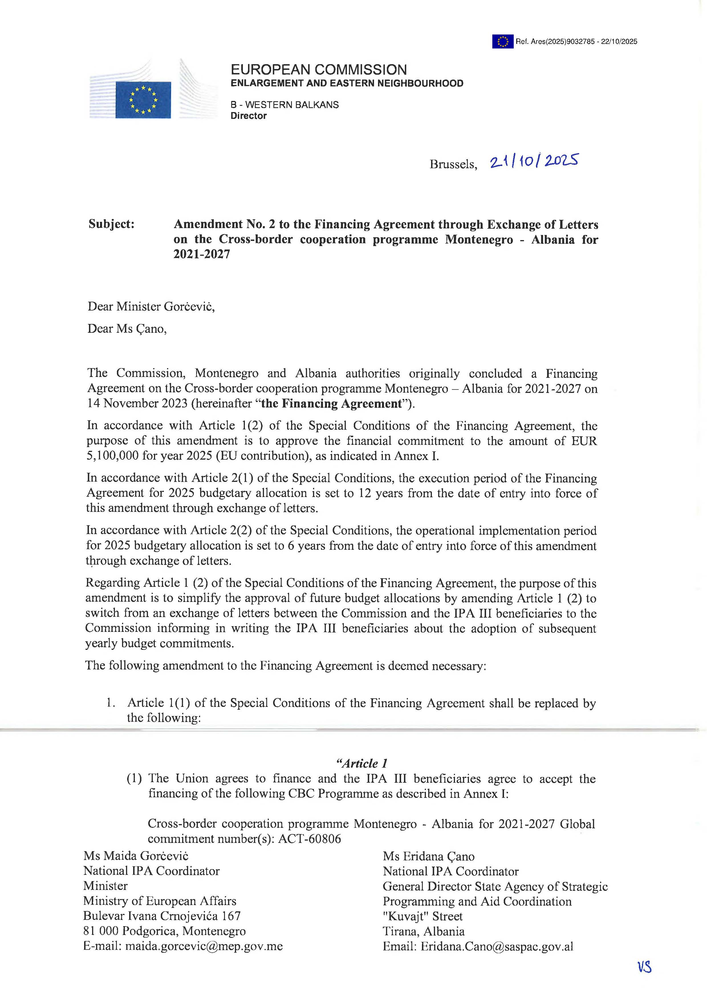 Ref. Ares(2025)9032785 - 22/10/2025
EUROPEAN COMMISSION
ENLARGEMENT AND EASTERN NEIGHBOURHOOD
B - WESTERN BALKANS
Director
Brussels, 21/10/2025
Subject: Amendment No. 2 to the Financing Agreement through Exchange of Letters
on the Cross-border cooperation programme Montenegro - Albania for
2021-2027
Dear Minister Gorċeviċ,
Dear Ms Çano,
The Commission, Montenegro and Albania authorities originally concluded a Financing
Agreement on the Cross-border cooperation programme Montenegro – Albania for 2021-2027 on
14 November 2023 (hereinafter “the Financing Agreement”).
In accordance with Article 1(2) of the Special Conditions of the Financing Agreement, the
purpose of this amendment is to approve the financial commitment to the amount of EUR
5,100,000 for year 2025 (EU contribution), as indicated in Annex I.
In accordance with Article 2(1) of the Special Conditions, the execution period of the Financing
Agreement for 2025 budgetary allocation is set to 12 years from the date of entry into force of
this amendment through exchange of letters.
In accordance with Article 2(2) of the Special Conditions, the operational implementation period
for 2025 budgetary allocation is set to 6 years from the date of entry into force of this amendment
through exchange of letters.
Regarding Article 1 (2) of the Special Conditions of the Financing Agreement, the purpose of this
amendment is to simplify the approval of future budget allocations by amending Article 1 (2) to
switch from an exchange of letters between the Commission and the IPA III beneficiaries to the
Commission informing in writing the IPA III beneficiaries about the adoption of subsequent
yearly budget commitments.
The following amendment to the Financing Agreement is deemed necessary:
1. Article 1(1) of the Special Conditions of the Financing Agreement shall be replaced by
the following:
“Article 1
(1) The Union agrees to finance and the IPA III beneficiaries agree to accept the
financing of the following CBC Programme as described in Annex I:
Cross-border cooperation programme Montenegro - Albania for 2021-2027 Global
commitment number(s): ACT-60806
Ms Maida Gorċeviċ
National IPA Coordinator
Minister
Ministry of European Affairs
Bulevar Ivana Crnojevića 167
81 000 Podgorica, Montenegro
E-mail: maida.gorcevic@mep.gov.me
Ms Eridana Çano
National IPA Coordinator
General Director State Agency of Strategic
Programming and Aid Coordination
"Kuvajt" Street
Tirana, Albania
Email: Eridana.Cano@saspac.gov.al
VS